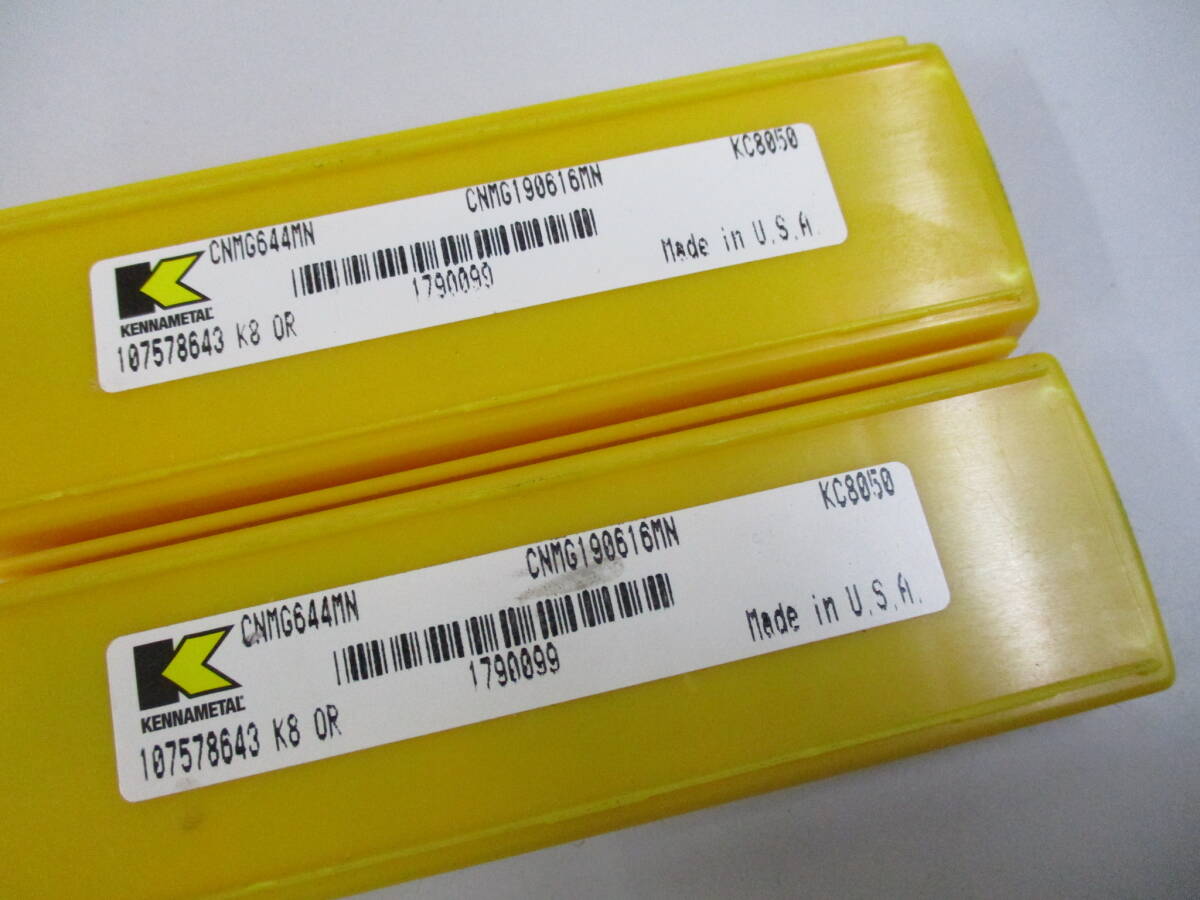 CNMG644MN CNMG190616MN KC8050
1790099 Made in U.S.A.
KENNAMETAL
107578643 K8 OR
CNMG644MN CNMG190616MN KC8050
1790099 Made in U.S.A.
KENNAMETAL
107578643 K8 OR